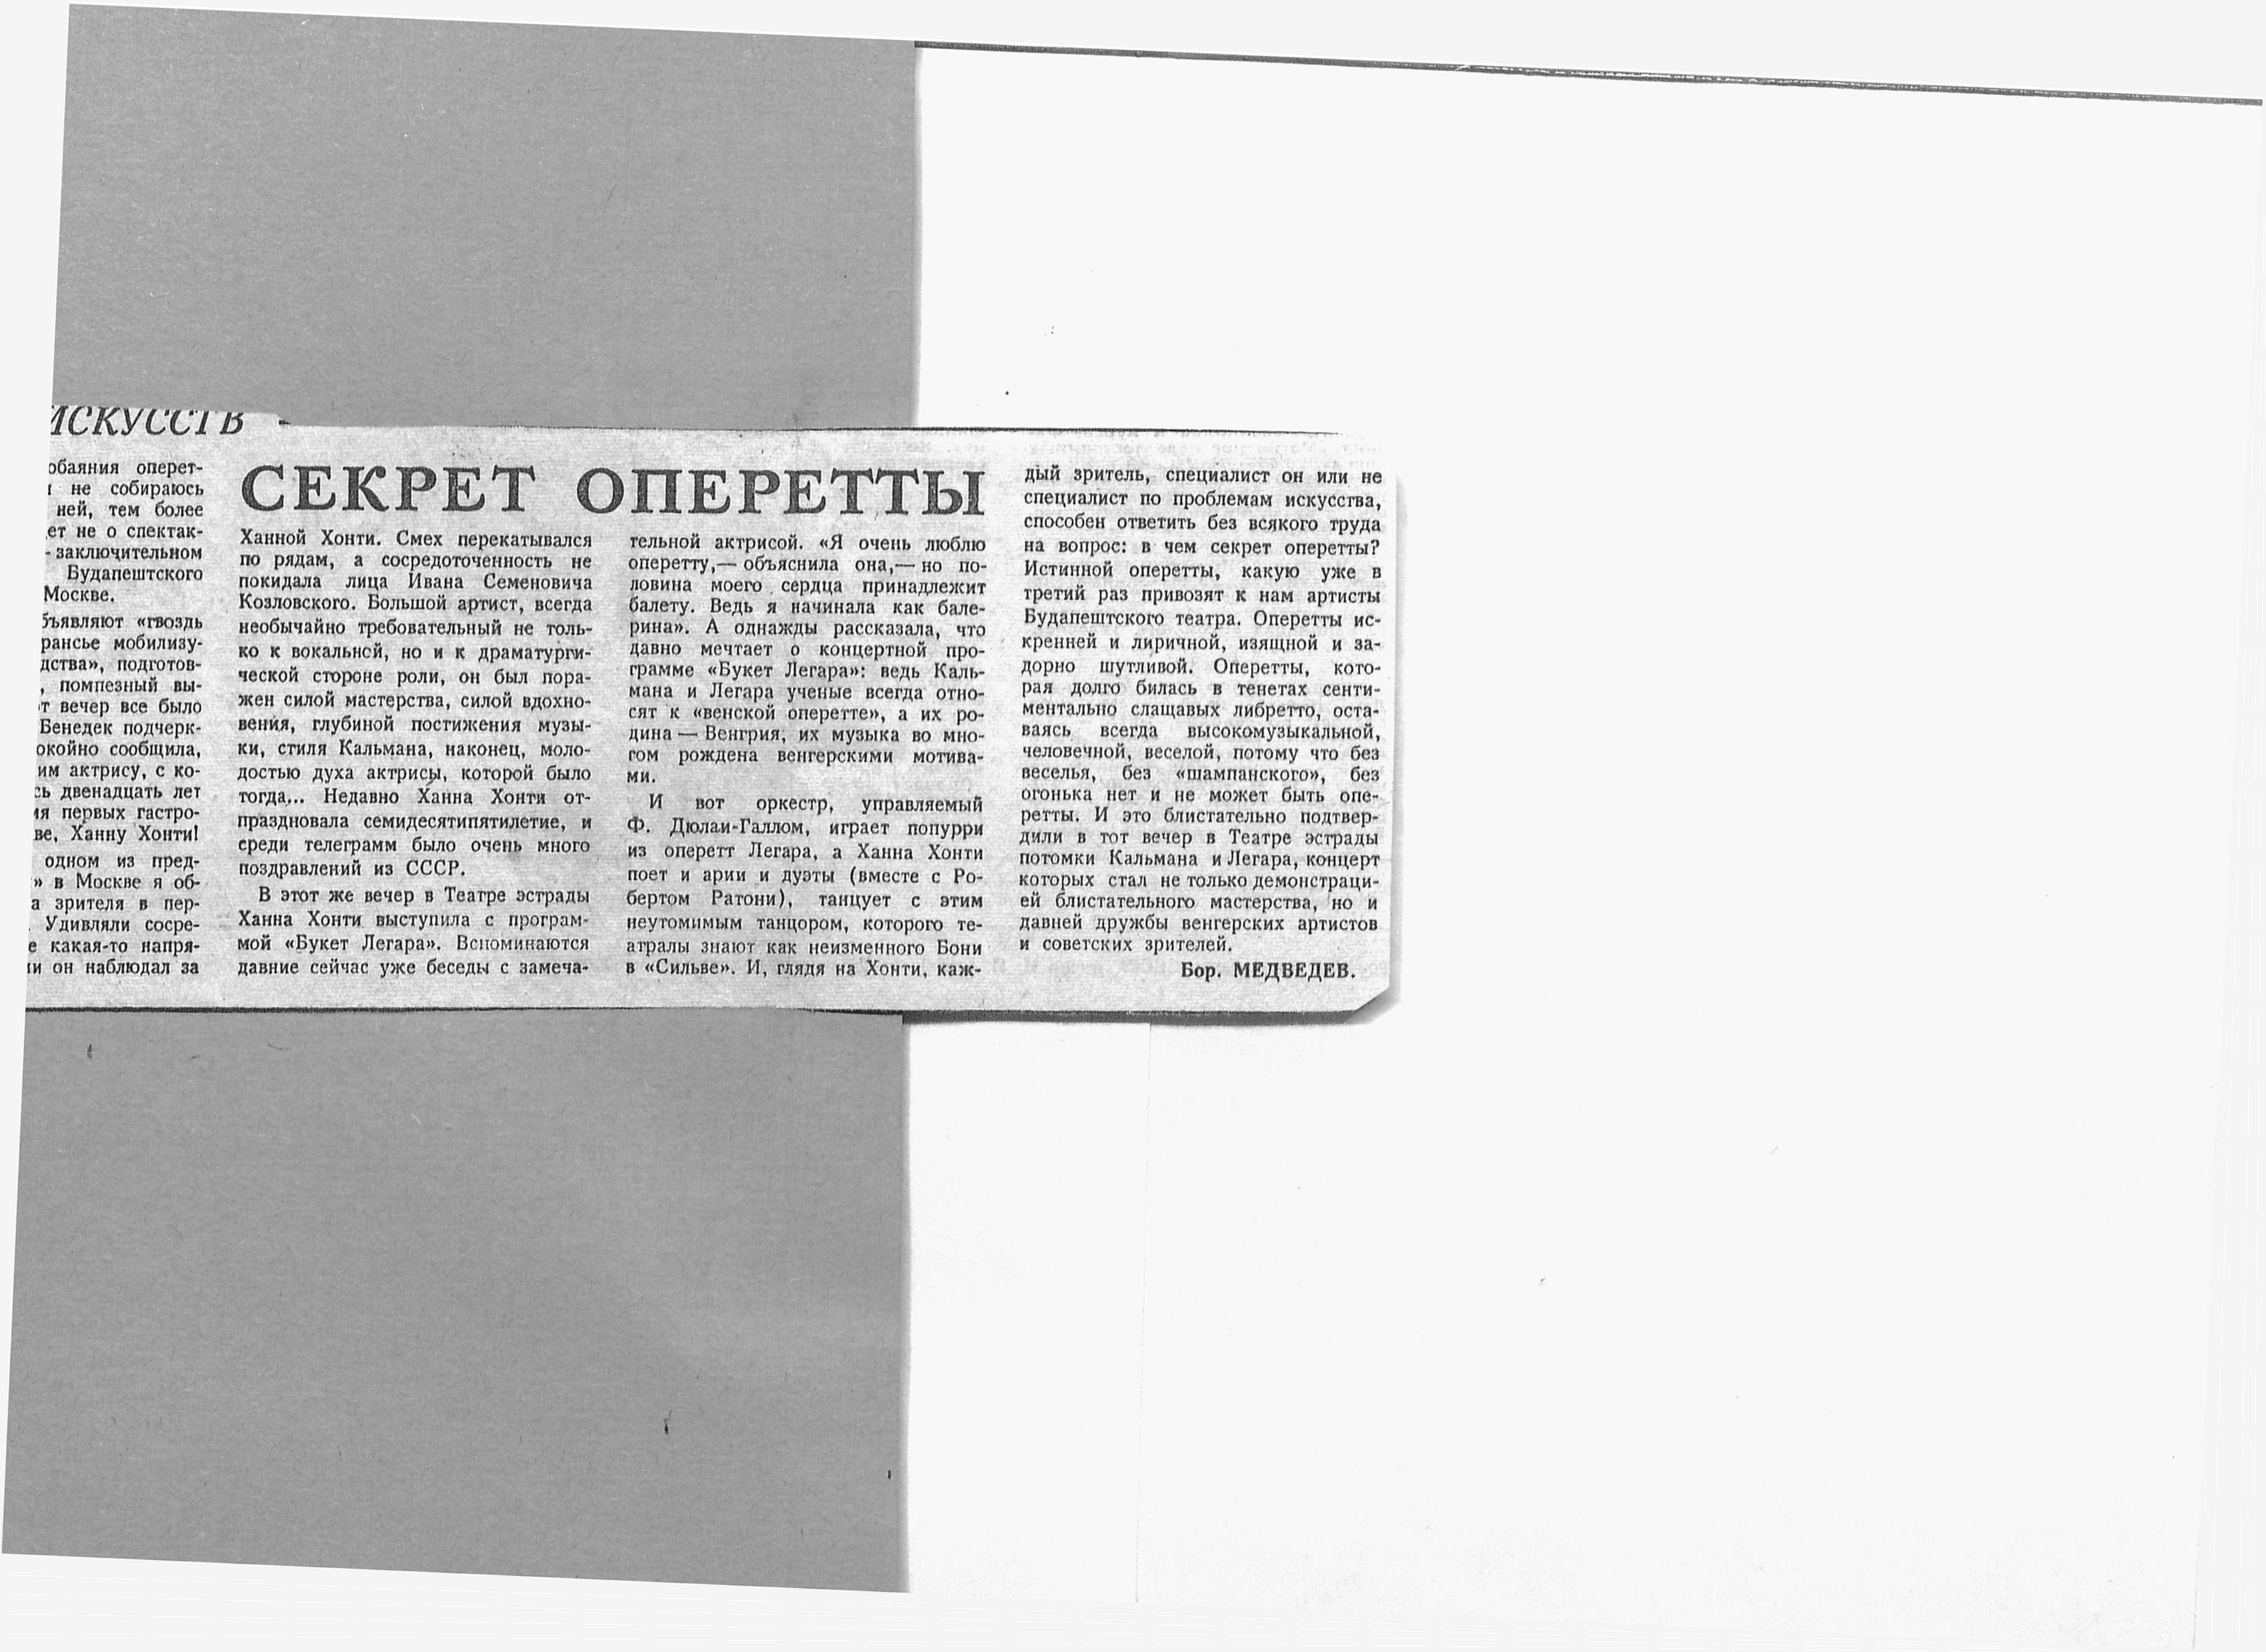 ИСКУССТВ
обаяния оперет-
не собираюсь
ней, тем более
не о спектак-
- заключительном
Будапештского
Москве.
«гвоздь
мобилизу-
подготов-
, помпезный вы-
вечер все было
Бенедек подчерк-
сообщила,
актрису, с ко-
двенадцать лет
первых гастро-
Ханну Хонти!
одном из пред-
» в Москве я об-
зрителя в пер-
Удивляли сосре-
какая-то напря-
он наблюдал за
СЕКРЕТ ОПЕРЕТТЫ
Ханной Хонти. Смех перекатывался
по рядам, а сосредоточенность не
покидала лица Ивана Семеновича
Козловского. Большой артист, всегда
необычайно требовательный не толь-
ко к вокальной, но и к драматурги-
ческой стороне роли, он был пора-
жен силой мастерства, силой вдохно-
вения, глубиной постижения музы-
ки, стиля Кальмана, наконец, моло-
достью духа актрисы, которой было
тогда... Недавно Ханна Хонти от-
праздновала семидесятипятилетие, и
среди телеграмм было очень много
поздравлений из СССР.
В этот же вечер в Театре эстрады
Ханна Хонти выступила с програм-
мой «Букет Легара». Вспоминаются
давние сейчас уже беседы с замеча-
тельной актрисой. «Я очень люблю
оперетту,— объяснила она,— но по-
ловина моего сердца принадлежит
балету. Ведь я начинала как бале-
рина». А однажды рассказала, что
давно мечтает о концертной про-
грамме «Букет Легара»: ведь Каль-
мана и Легара ученые всегда отно-
сят к «венской оперетте», а их ро-
дина — Венгрия, их музыка во мно-
гом рождена венгерскими мотива-
ми.
И вот оркестр, управляемый
Ф. Дюлаи-Галлом, играет попурри
из оперетт Легара, а Ханна Хонти
поет и арии и дуэты (вместе с Ро-
бертом Ратони), танцует с этим
неутомимым танцором, которого те-
атралы знают как неизменного Бони
в «Сильве». И, глядя на Хонти, каж-
дый зритель, специалист он или не
специалист по проблемам искусства,
способен ответить без всякого труда
на вопрос: в чем секрет оперетты?
Истинной оперетты, какую уже в
третий раз привозят к нам артисты
Будапештского театра. Оперетты ис-
кренней и лиричной, изящной и за-
дорно шутливой. Оперетты, кото-
рая долго билась в тенетах сенти-
ментально слащавых либретто, оста-
ваясь всегда высокомузыкальной,
человечной, веселой, потому что без
веселья, без «шампанского», без
огонька нет и не может быть опе-
ретты. И это блистательно подтвер-
дили в тот вечер в Театре эстрады
потомки Кальмана и Легара, концерт
которых стал не только демонстраци-
ей блистательного мастерства, но и
давней дружбы венгерских артистов
и советских зрителей.
Бор. МЕДВЕДЕВ.